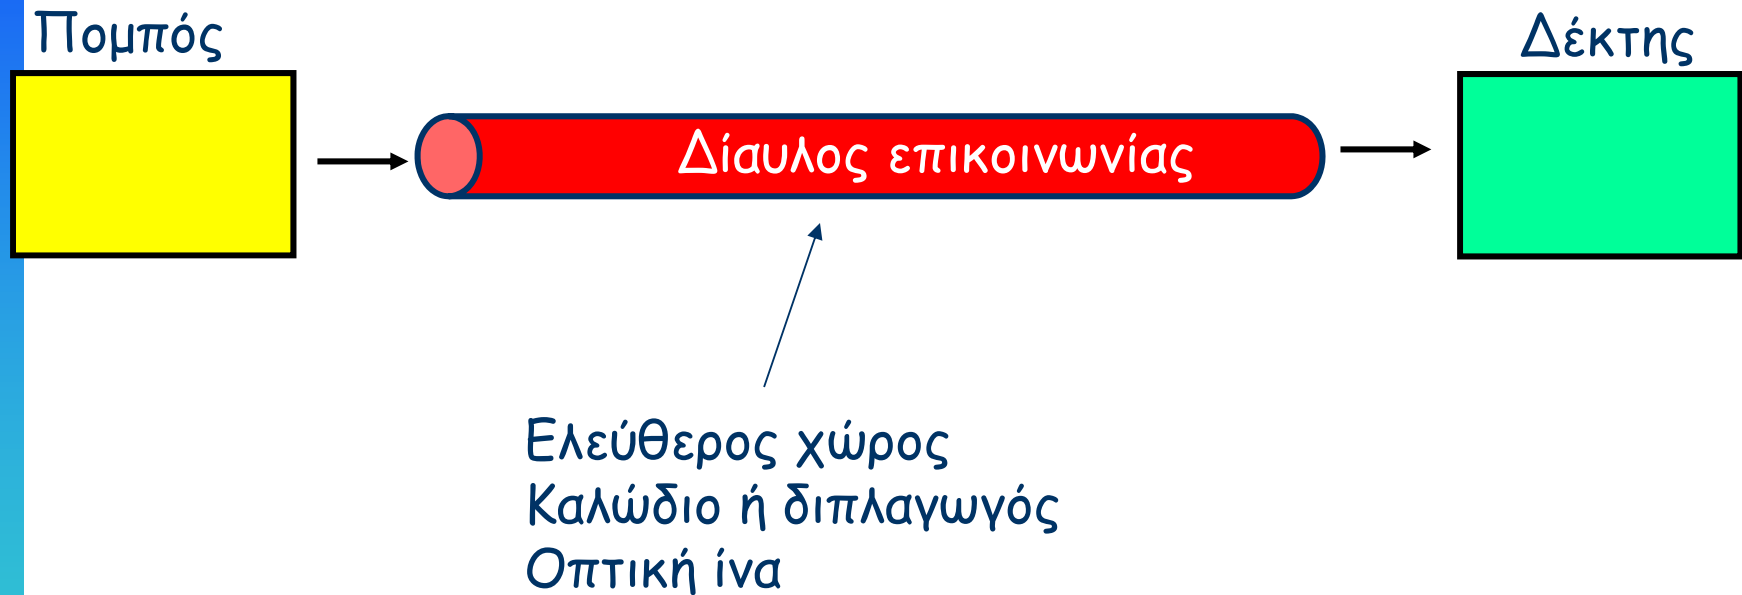 Πομπός
Δέκτης
Δίαυλος επικοινωνίας
Ελεύθερος χώρος
Καλώδιο ή διπλαγωγός
Οπτική ίνα